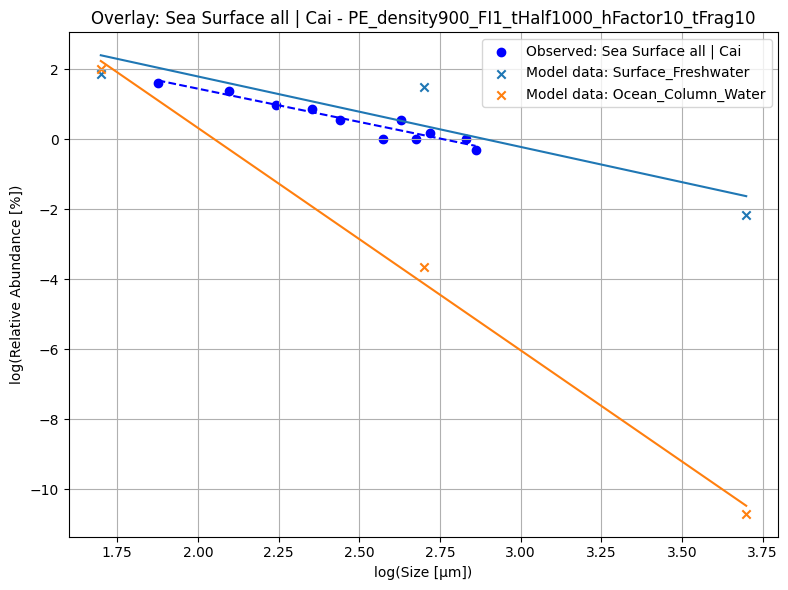 Overlay: Sea Surface all | Cai - PE_density900_FI1_tHalf1000_hFactor10_tFrag10
Observed: Sea Surface all | Cai
Model data: Surface_Freshwater
Model data: Ocean_Column_Water
log(Relative Abundance [%])
2
0
−2
−4
−6
−8
−10
1.75
2.00
2.25
2.50
2.75
3.00
3.25
3.50
3.75
log(Size [μm])